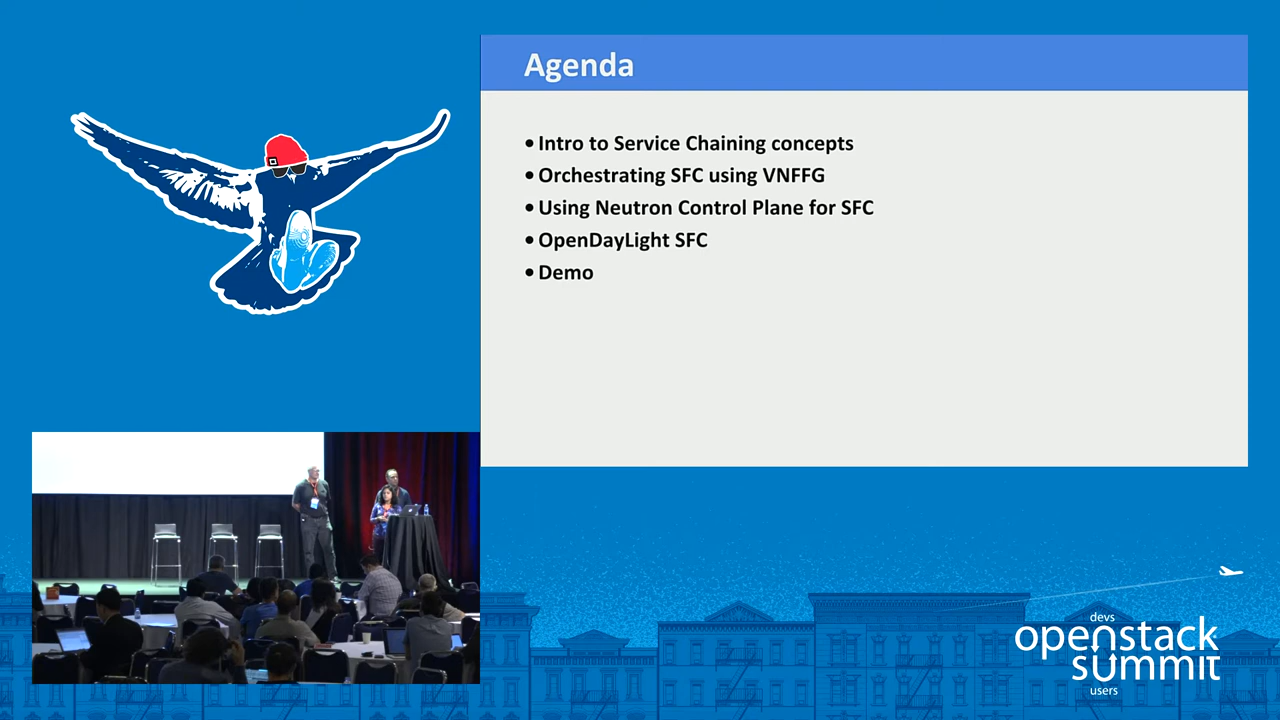 Agenda
• Intro to Service Chaining concepts
• Orchestrating SFC using VNFFG
• Using Neutron Control Plane for SFC
• OpenDayLight SFC
• Demo
devs
openstack
summit
users